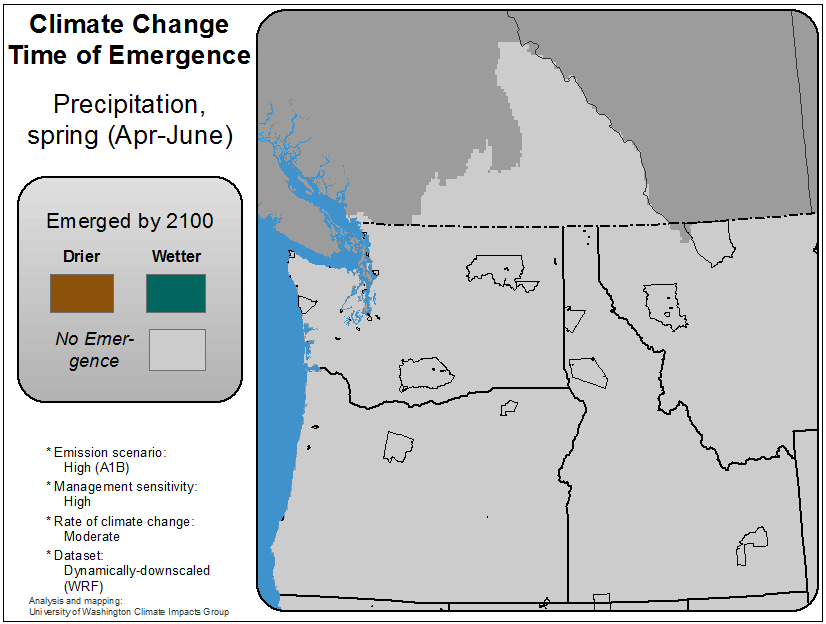 Climate Change
Time of Emergence
Precipitation,
spring (Apr-June)
Emerged by 2100
Drier Wetter
No Emer-
gence
* Emission scenario:
High (A1B)
* Management sensitivity:
High
* Rate of climate change:
Moderate
* Dataset:
Dynamically-downscaled
(WRF)
Analysis and mapping:
University of Washington Climate Impacts Group